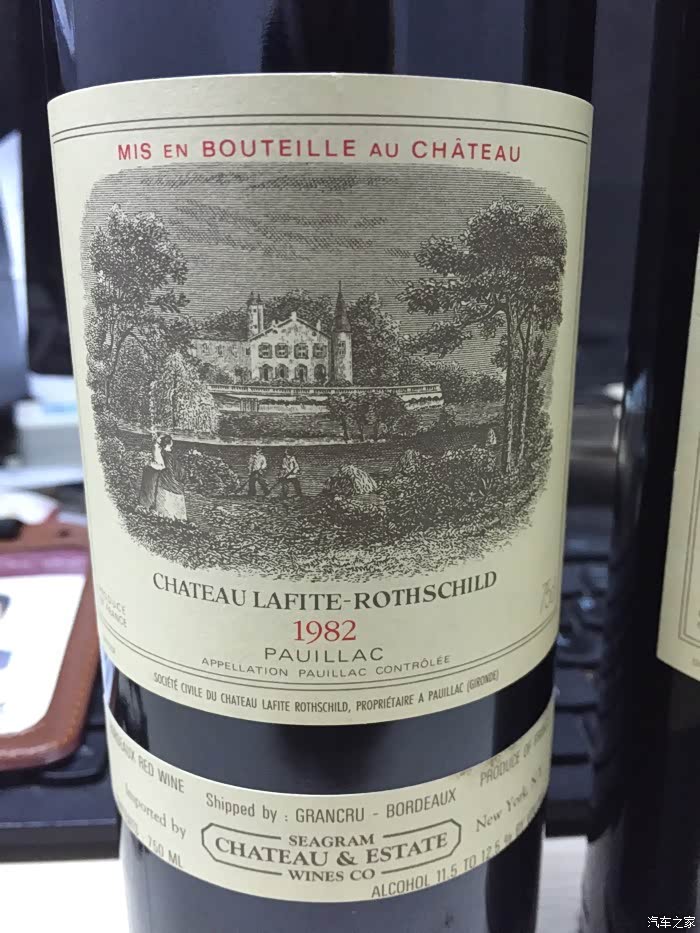 MIS EN BOUTEILLE AU CHÂTEAU
CHATEAU LAFITE-ROTHSCHILD
1982
PAUILLAC
APPELLATION PAUILLAC CONTRÔLÉE
SOCIÉTÉ CIVILE DU CHATEAU LAFITE ROTHSCHILD, PROPRIÉTAIRE A PAUILLAC (GIRONDE)
RED WINE
PRODUCE OF
Shipped by : GRANCRU - BORDEAUX
Imported by
SEAGRAM
CHATEAU & ESTATE
WINES CO
New York,
750 ML
ALCOHOL 11.5 TO 12.5 %
汽车之家